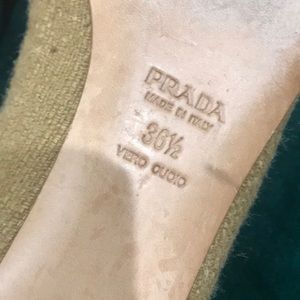 PRADA
MADE IN ITALY
36½
VERO CUOIO